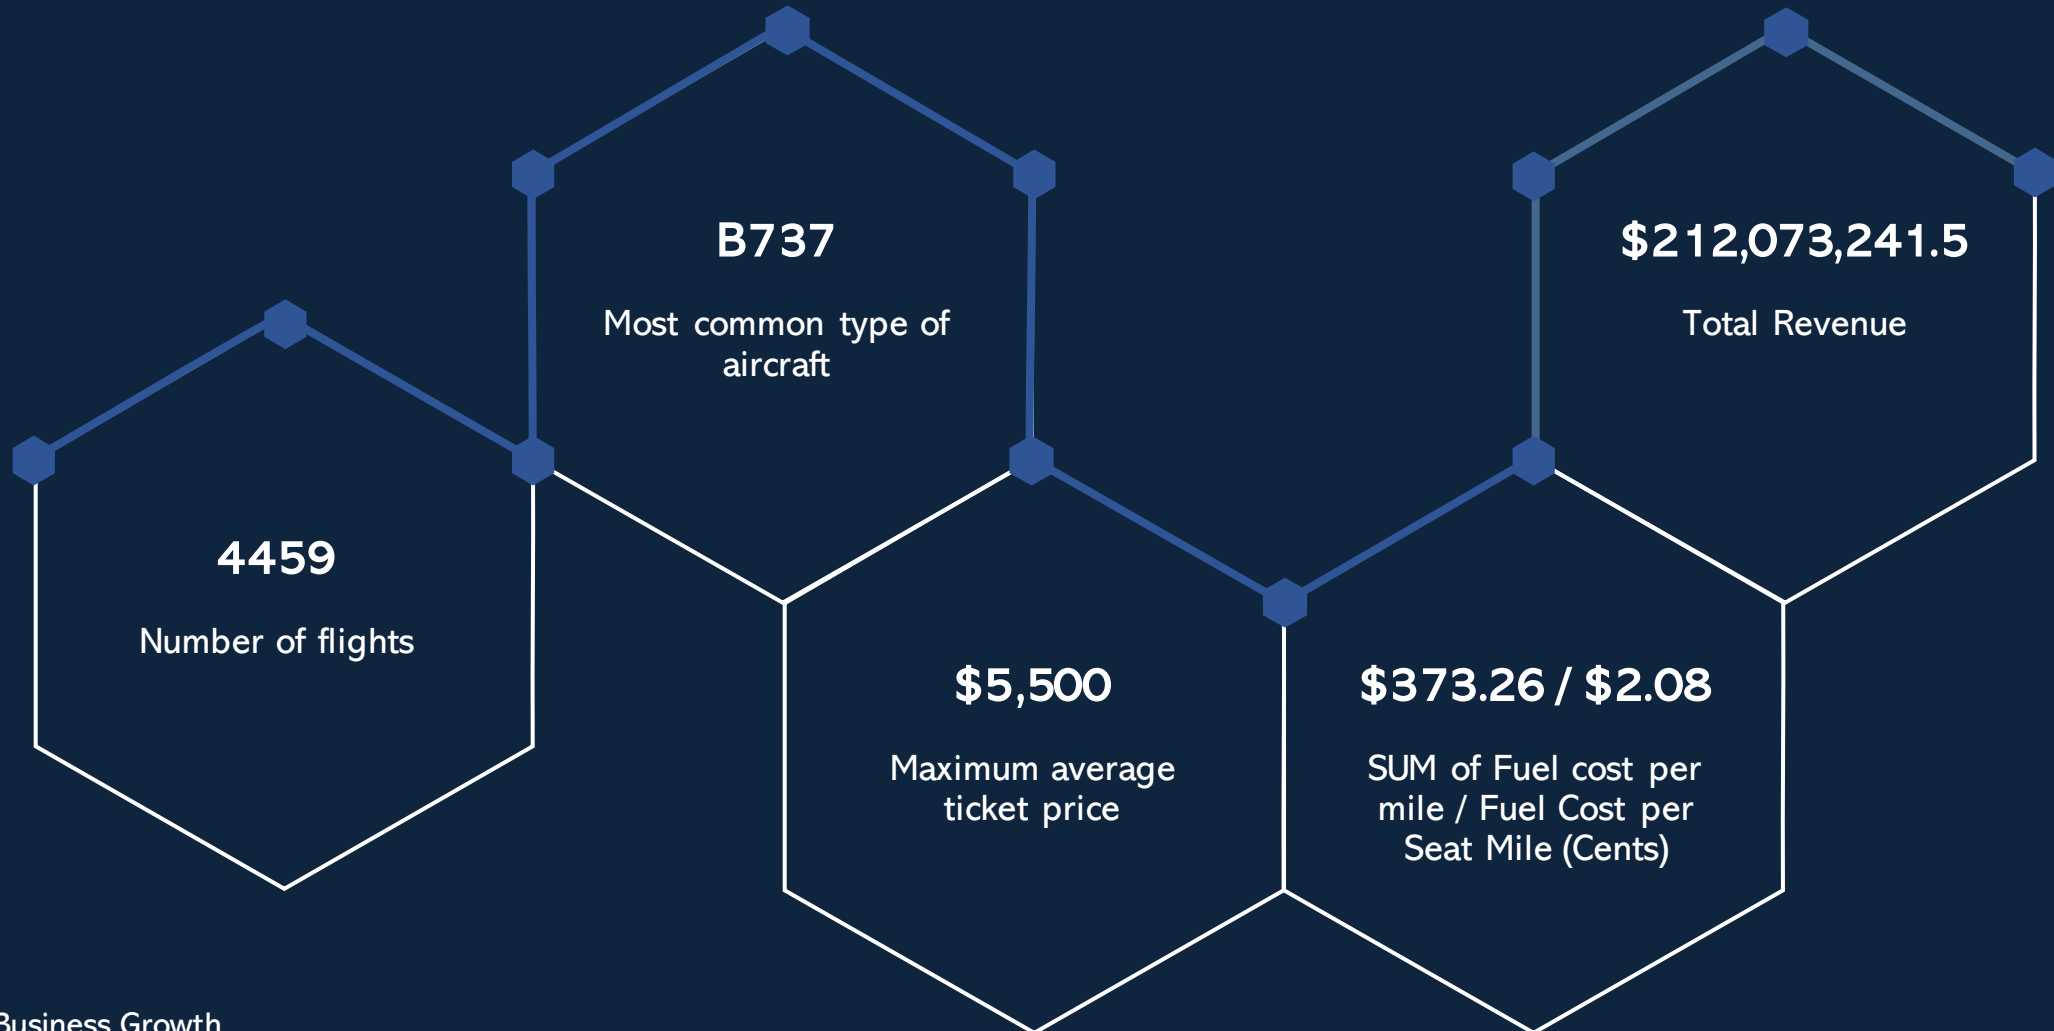 4459
Number of flights
B737
Most common type of
aircraft
$5,500
Maximum average
ticket price
$373.26 / $2.08
SUM of Fuel cost per
mile / Fuel Cost per
Seat Mile (Cents)
$212,073,241.5
Total Revenue
Business Growth